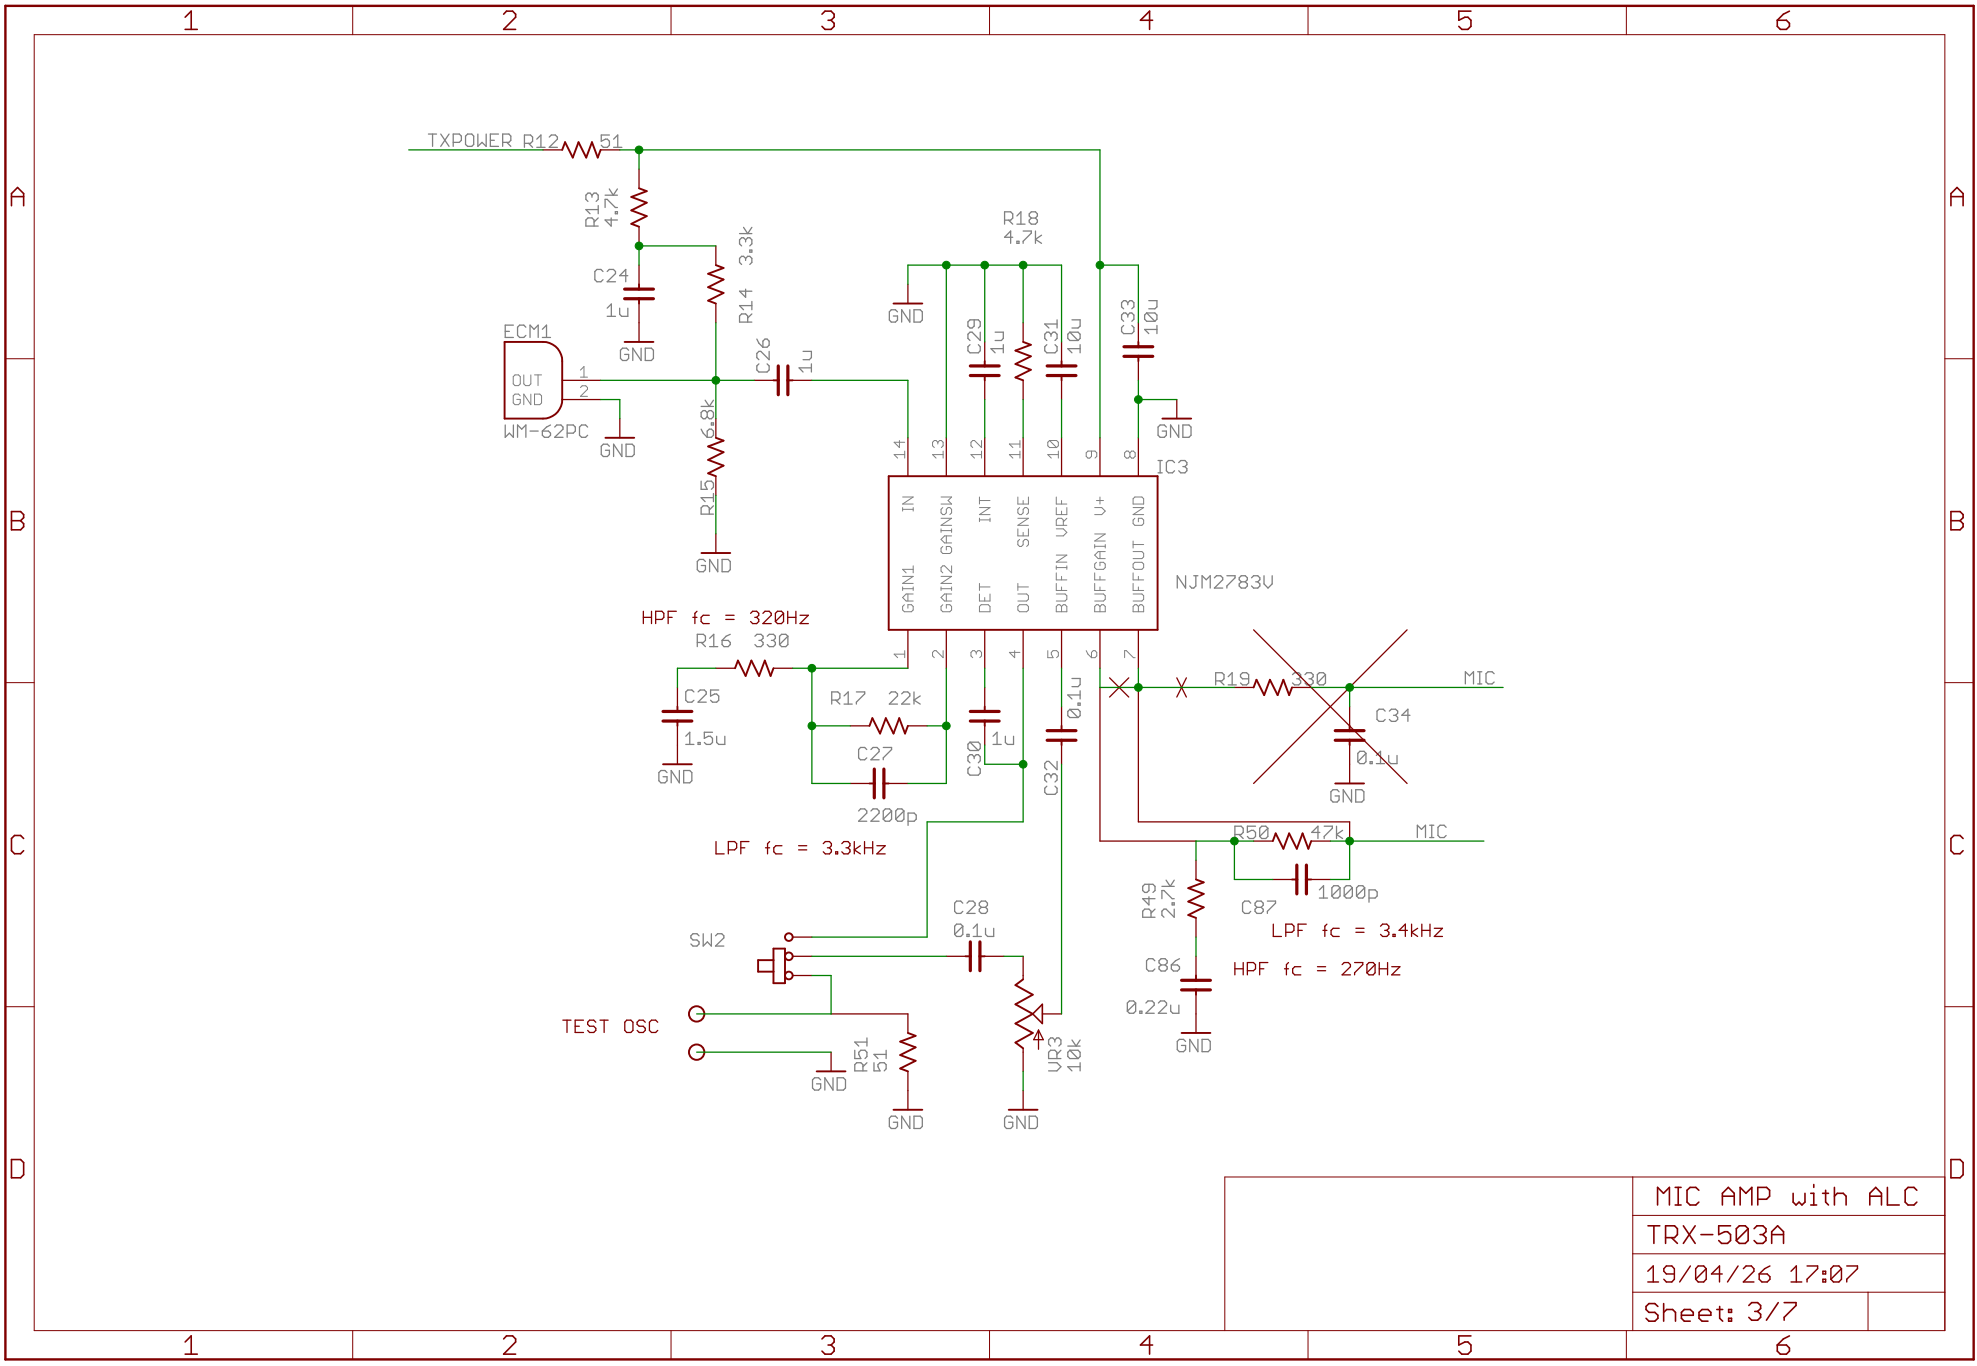 1 2 3 4 5 6
A A
TXPOWER R12 51
R13 4.7k
R14 3.3k
R18
4.7k
C24
1u
GND
GND
C29 1u
C31 10u
C33 10u
ECM1
OUT 1
GND 2
WM-62PC
GND
C26 1u
6.8k
R15
GND
GND
14 13 12 11 10 9 8
IC3
IN GAINSW INT SENSE VREF V+ GND
GAIN1 GAIN2 DET OUT BUFFIN BUFFGAIN BUFFOUT
NJM2783V
B B
1 2 3 4 5 6 7
HPF fc = 320Hz
R16 330
C25
1.5u
GND
R17 22k
C27
2200p
C30 1u
C32 0.1u
R19 330 MIC
C34
0.1u
GND
LPF fc = 3.3kHz
C C
R50 47k MIC
R49 2.7k
C87 1000p
LPF fc = 3.4kHz
C86
HPF fc = 270Hz
0.22u
GND
SW2
C28
0.1u
TEST OSC
GND
R51 51
GND
VR3 10k
GND
D D
MIC AMP with ALC
TRX-503A
19/04/26 17:07
Sheet: 3/7
1 2 3 4 5 6